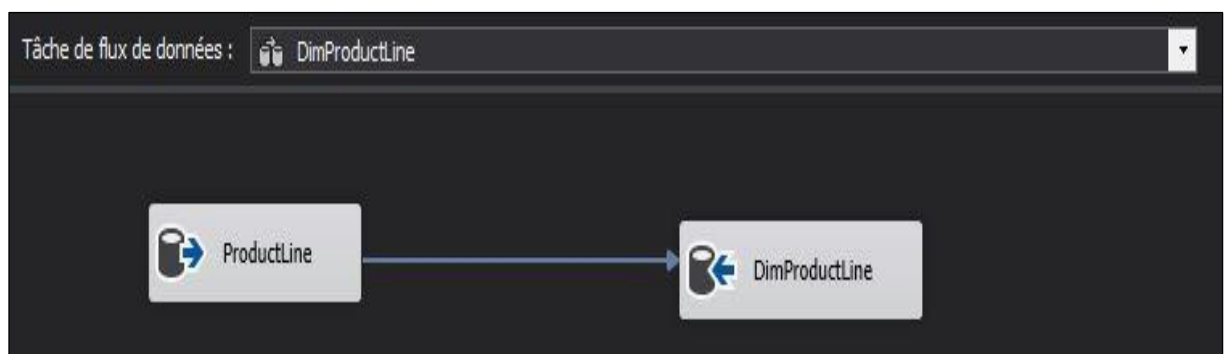 Tâche de flux de données : DimProductLine
ProductLine
DimProductLine